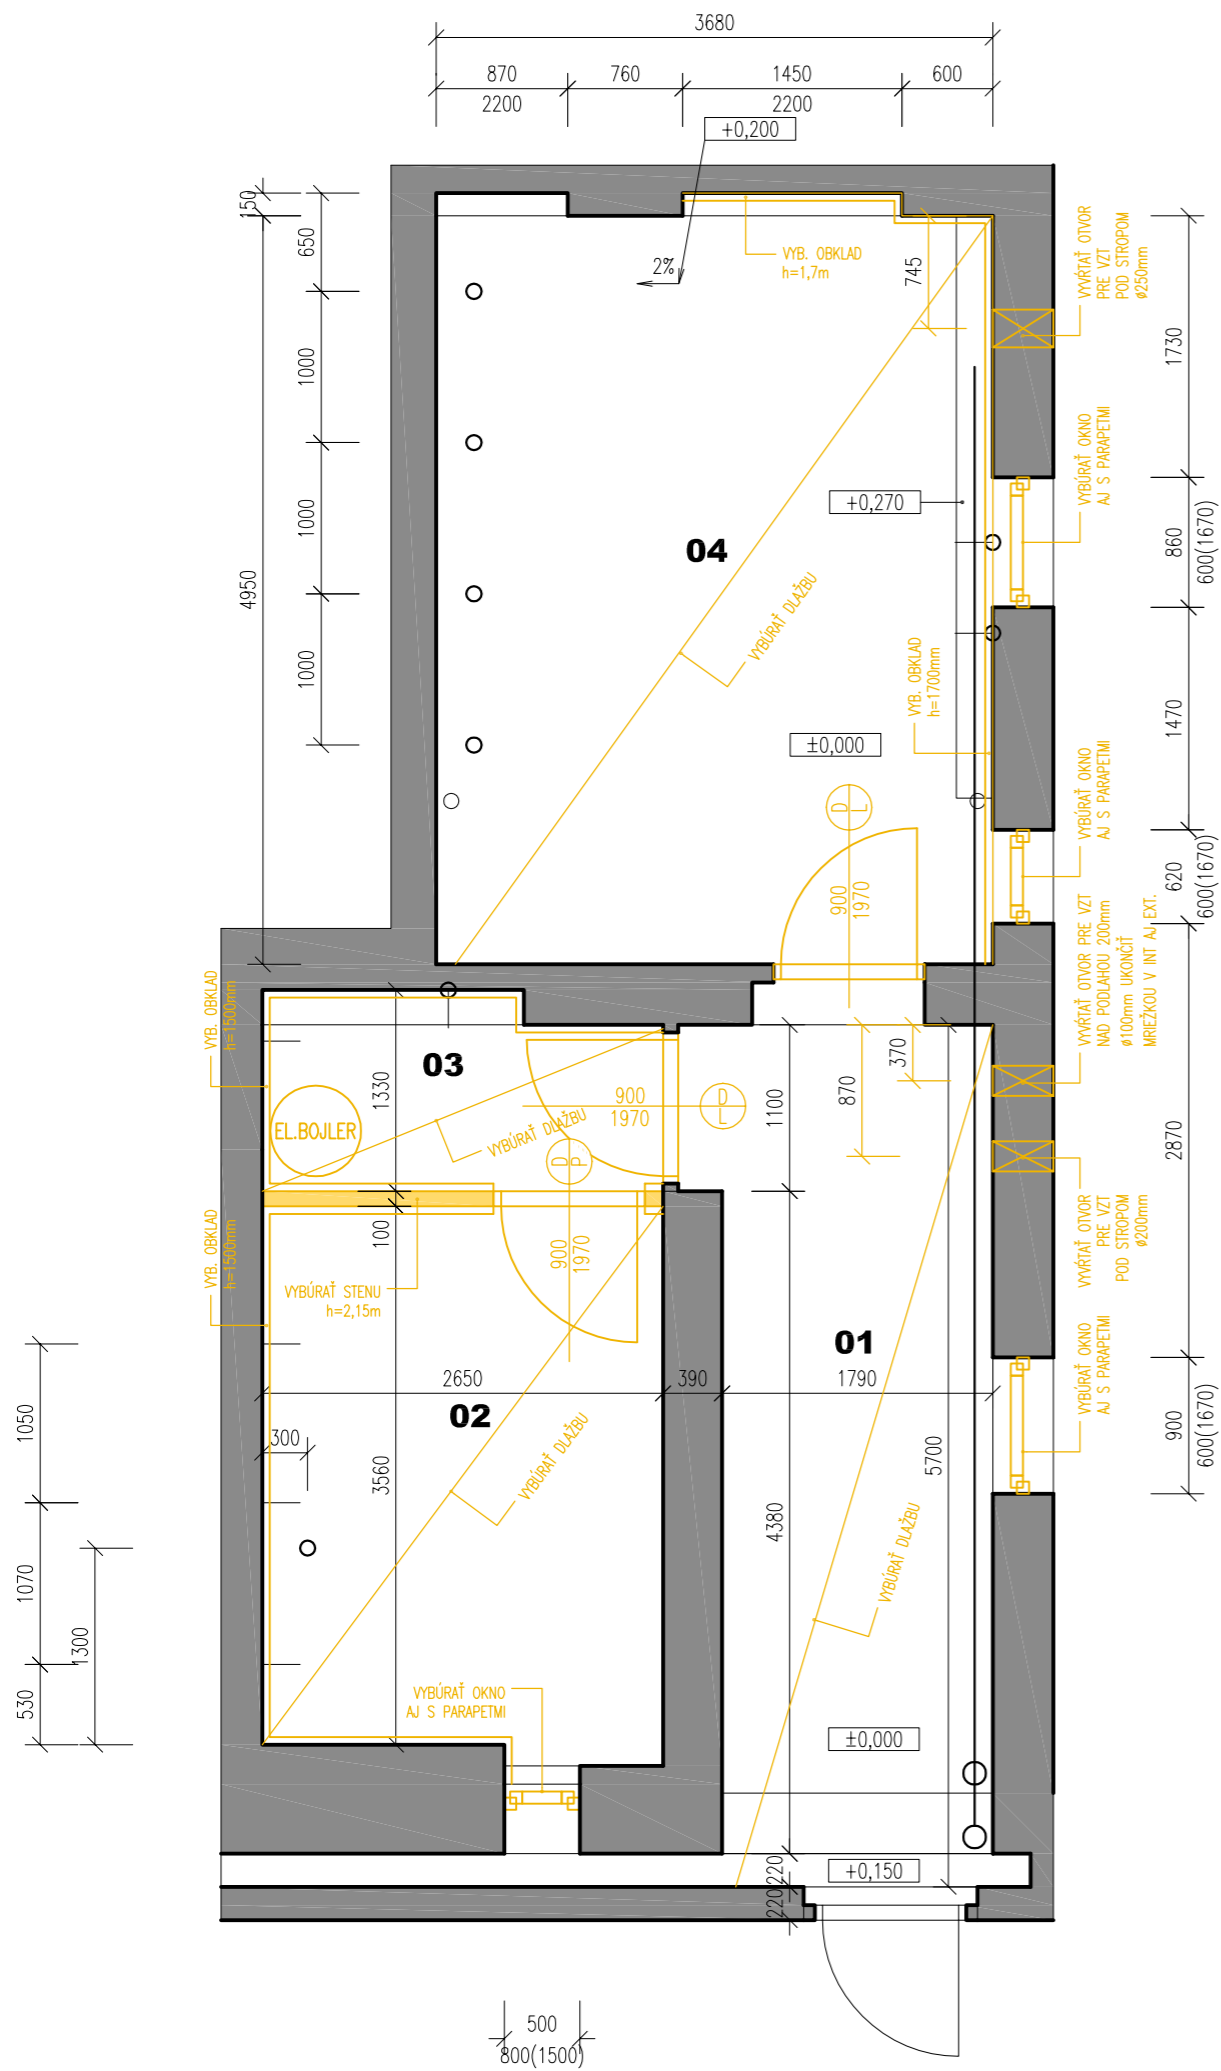 3680
870
760
1450
600
2200
2200
+0,200
150
650
1000
1000
1000
4950
2%
VYB. OBKLAD
h=1,7m
745
VYVŔTAŤ OTVOR
PRE VZT
POD STROPOM
ø250mm
1730
VYBÚRAŤ OKNO
AJ S PARAPETMI
860
600(1670)
+0,270
04
VYBÚRAŤ DLAŽBU
VYB. OBKLAD
h=1700mm
±0,000
1470
VYBÚRAŤ OKNO
AJ S PARAPETMI
620
600(1670)
D
L
900
1970
VYVŔTAŤ OTVOR PRE VZT
NAD PODLAHOU 200mm
ø100mm UKONČIŤ
MRIEŽKOU V INT AJ EXT.
VYB. OBKLAD
h=1500mm
03
1330
EL.BOJLER
VYBÚRAŤ DLAŽBU
900
1970
D
L
1100
870
370
2870
D
P
900
1970
100
VYB. OBKLAD
h=1500mm
VYBÚRAŤ STENU
h=2,15m
VYVŔTAŤ OTVOR
PRE VZT
POD STROPOM
ø200mm
01
2650
390
1790
02
VYBÚRAŤ OKNO
AJ S PARAPETMI
900
600(1670)
1050
300
3560
VYBÚRAŤ DLAŽBU
4380
5700
VYBÚRAŤ DLAŽBU
1070
1300
530
VYBÚRAŤ OKNO
AJ S PARAPETMI
±0,000
220
+0,150
220
500
800(1500)